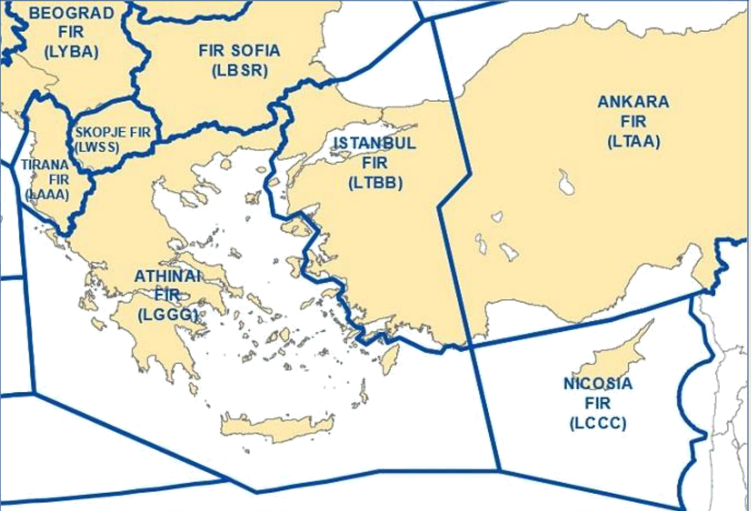 BEOGRAD
FIR
(LYBA)
FIR SOFIA
(LBSR)
ANKARA
FIR
(LTAA)
SKOPJE FIR
(LWSS)
ISTANBUL
FIR
(LTBB)
TIRANA
FIR
(LAAA)
ATHINAI
FIR
(LGGG)
NICOSIA
FIR
(LCCC)